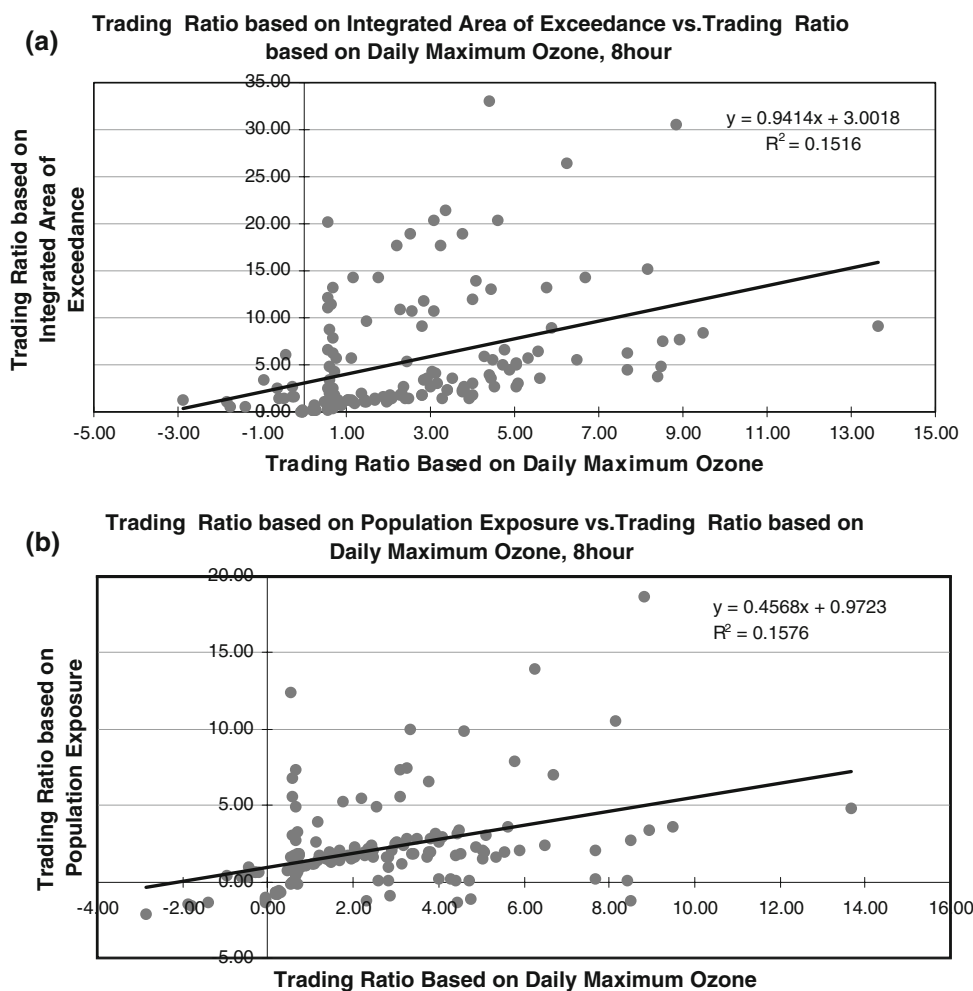 (a)
Trading Ratio based on Integrated Area of Exceedance vs.Trading Ratio
based on Daily Maximum Ozone, 8hour
35.00
30.00
25.00
20.00
15.00
10.00
5.00
0.00
y = 0.9414x + 3.0018
R² = 0.1516
Trading Ratio based on
Integrated Area of
Exceedance
-5.00 -3.00 -1.00 1.00 3.00 5.00 7.00 9.00 11.00 13.00 15.00
Trading Ratio Based on Daily Maximum Ozone
(b)
Trading Ratio based on Population Exposure vs.Trading Ratio based on
Daily Maximum Ozone, 8hour
20.00
15.00
10.00
5.00
0.00
y = 0.4568x + 0.9723
R² = 0.1576
Trading Ratio based on
Population Exposure
-4.00 -2.00 0.00 2.00 4.00 6.00 8.00 10.00 12.00 14.00 16.00
5.00
Trading Ratio Based on Daily Maximum Ozone